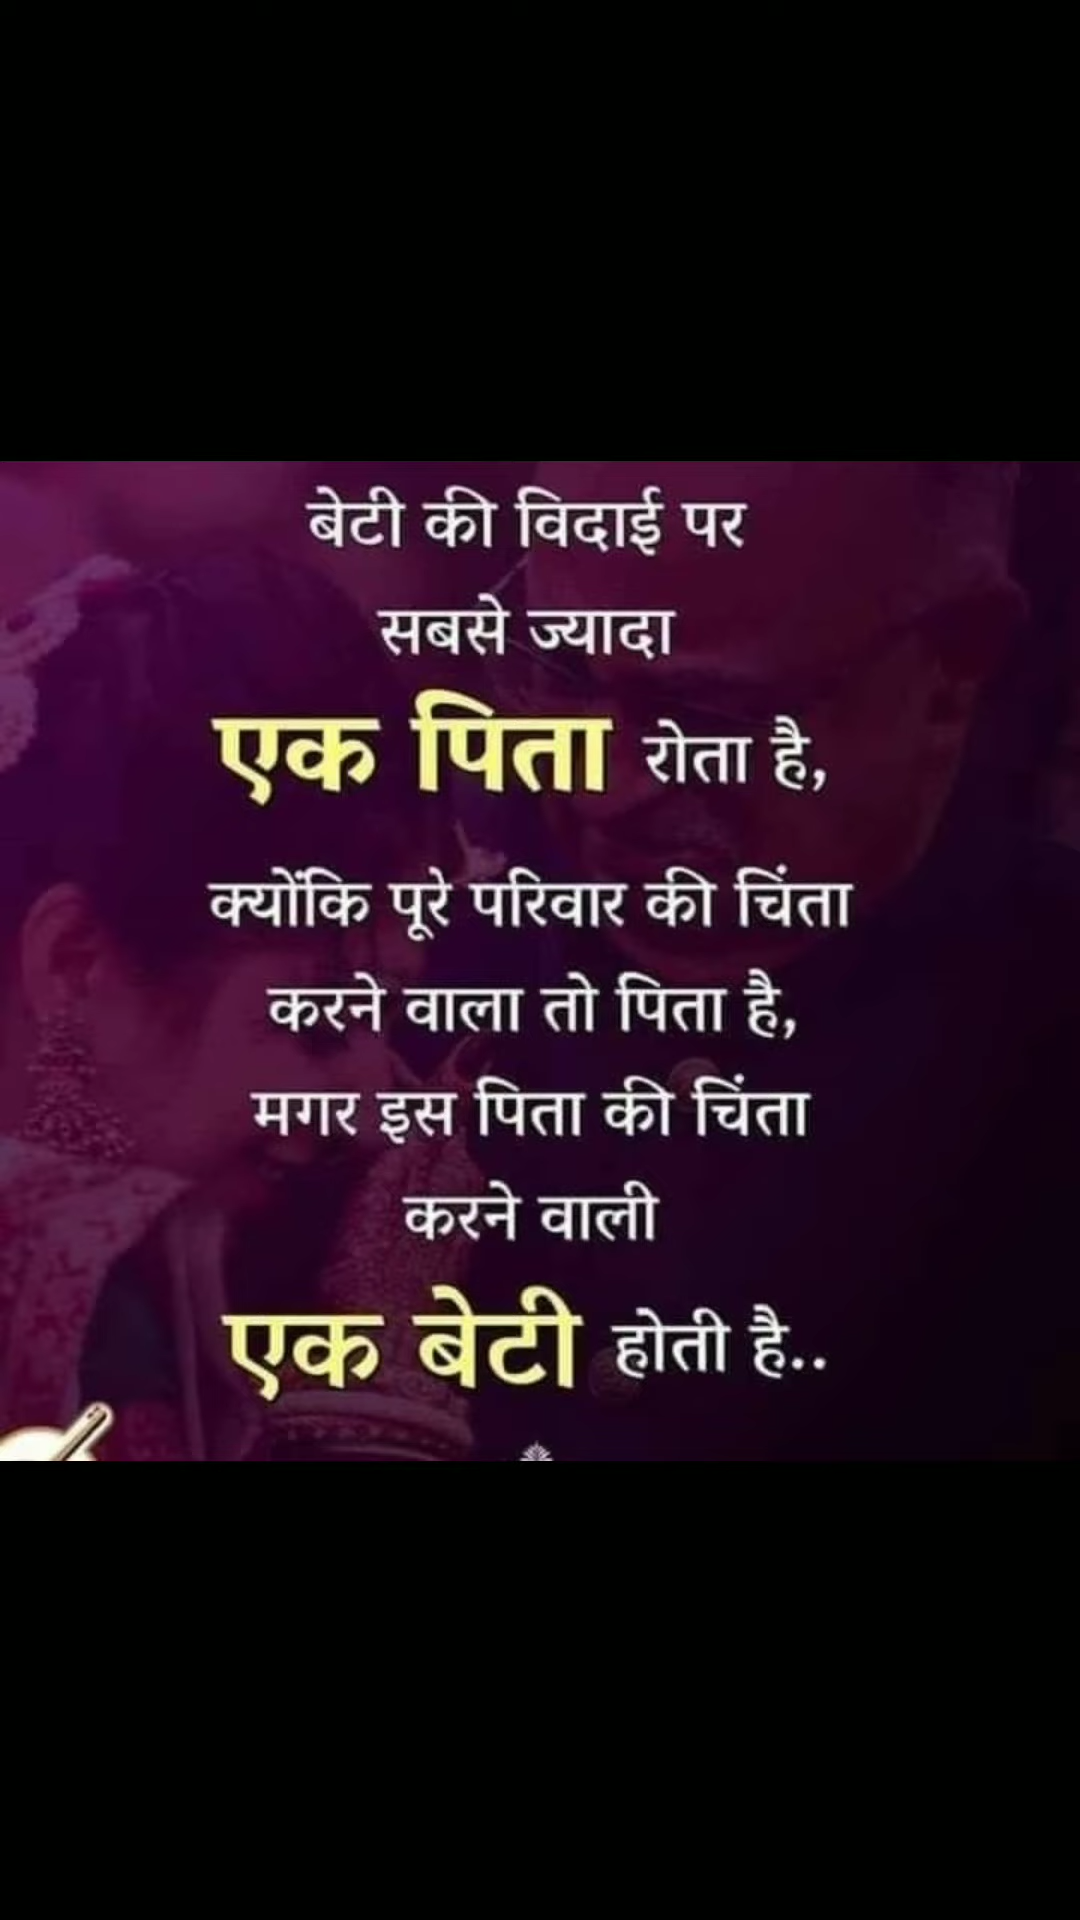 बेटी की विदाई पर
सबसे ज्यादा
एक पिता रोता है,
क्योंकि पूरे परिवार की चिंता
करने वाला तो पिता है,
मगर इस पिता की चिंता
करने वाली
एक बेटी होती है..